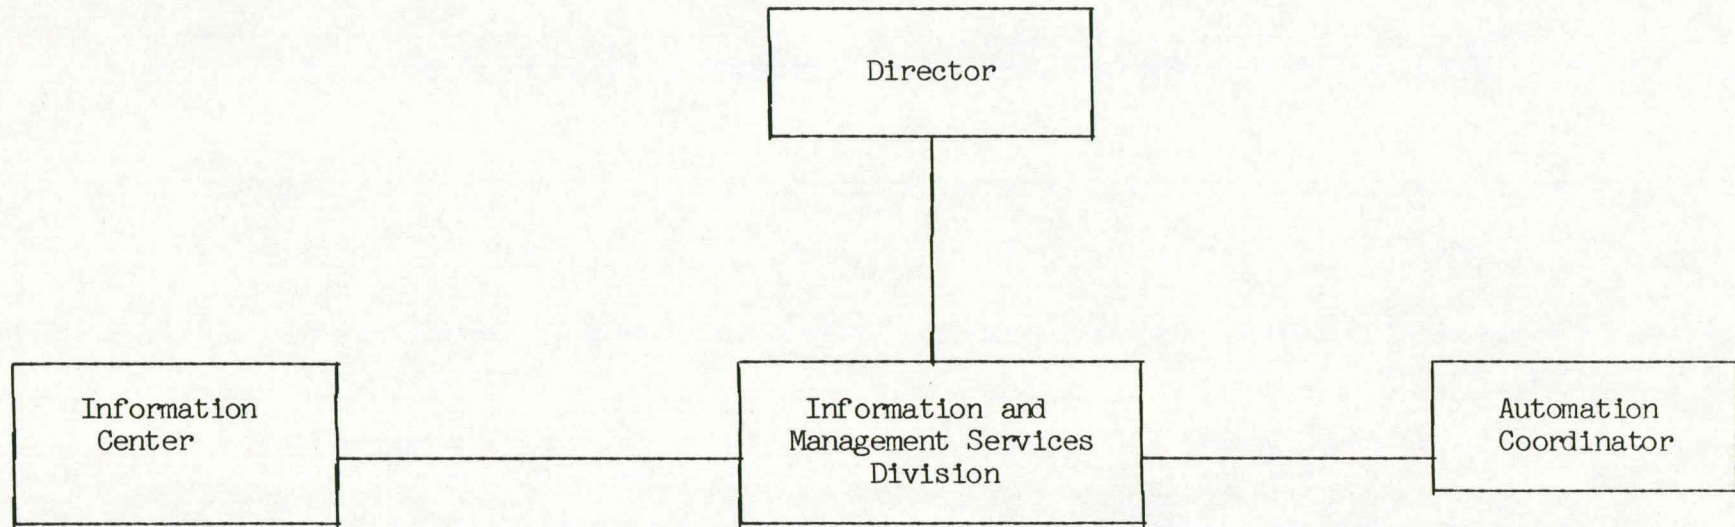 Director
Information
Center
Information and
Management Services
Division
Automation
Coordinator